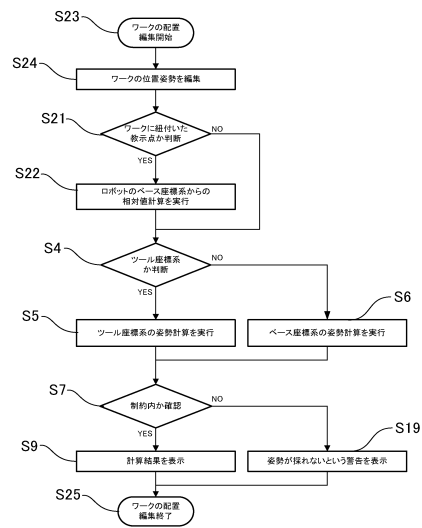 S23
ワークの配置
編集開始
S24
ワークの位置姿勢を編集
S21
ワークに紐付いた
教示点か判断
NO
YES
S22
ロボットのベース座標系からの
相対値計算を実行
S4
ツール座標系
か判断
NO
YES
S6
S5
ツール座標系の姿勢計算を実行
ベース座標系の姿勢計算を実行
S7
制約内か確認
NO
YES
S19
S9
計算結果を表示
姿勢が採れないという警告を表示
S25
ワークの配置
編集終了